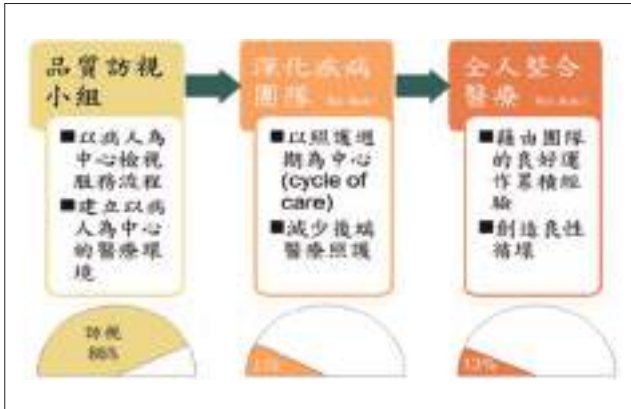 品質訪視
小組
■以病人為
中心檢視
服務流程
■建立以病
人為中心
的醫療環
境
訪視
86%
深化疾病
團隊
■以照護週
期為中心
(cycle of
care)
■減少後端
醫療照護
全人整合
醫療
■藉由團隊
的良好運
作累積經
驗
■創造良性
循環
13%